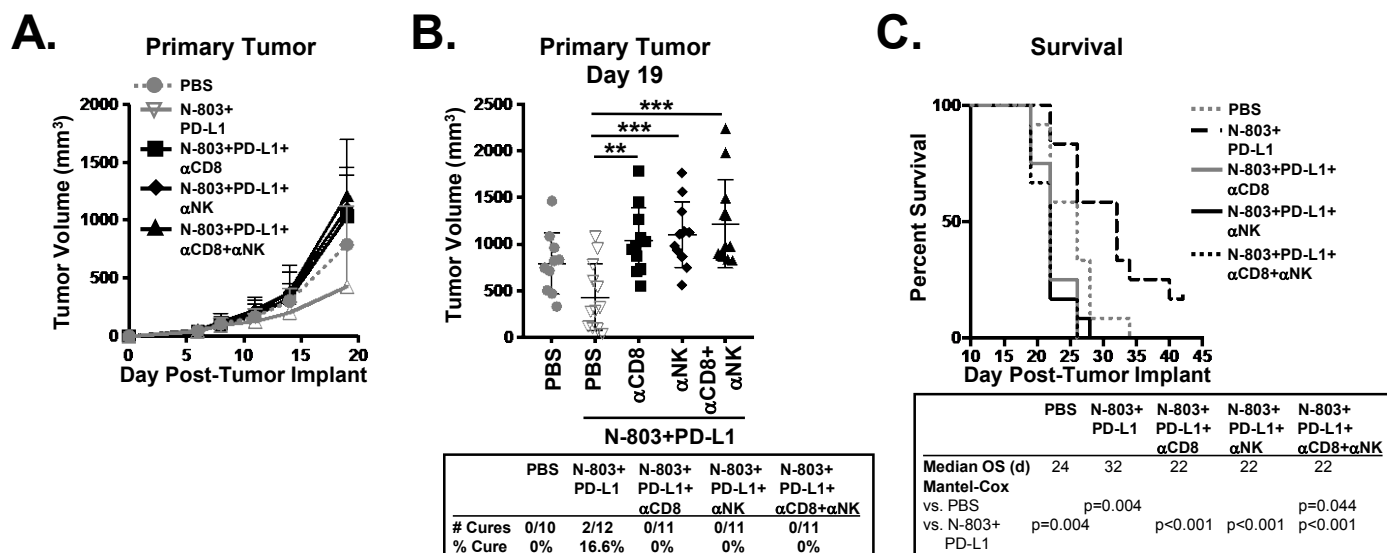 A.
Primary Tumor
PBS
N-803+
PD-L1
N-803+PD-L1+
αCD8
N-803+PD-L1+
αNK
N-803+PD-L1+
αCD8+αNK
Tumor Volume (mm3)
2000
1500
1000
500
0
0 5 10 15 20
Day Post-Tumor Implant
B.
Primary Tumor
Day 19
Tumor Volume (mm3)
2500
2000
1500
1000
500
0
***
***
**
PBS
PBS
αCD8
αNK
αCD8+
αNK
N-803+PD-L1
PBS N-803+ N-803+ N-803+ N-803+
PD-L1 PD-L1+ PD-L1+ PD-L1+
αCD8 αNK αCD8+αNK
# Cures 0/10 2/12 0/11 0/11 0/11
% Cure 0% 16.6% 0% 0% 0%
C.
Survival
Percent Survival
100
50
0
10 15 20 25 30 35 40 45
Day Post-Tumor Implant
PBS
N-803+
PD-L1
N-803+PD-L1+
αCD8
N-803+PD-L1+
αNK
N-803+PD-L1+
αCD8+αNK
PBS N-803+ N-803+ N-803+ N-803+
PD-L1 PD-L1+ PD-L1+ PD-L1+
αCD8 αNK αCD8+αNK
Median OS (d) 24 32 22 22 22
Mantel-Cox
vs. PBS p=0.004 p=0.044
vs. N-803+ p=0.004 p<0.001 p<0.001 p<0.001
PD-L1